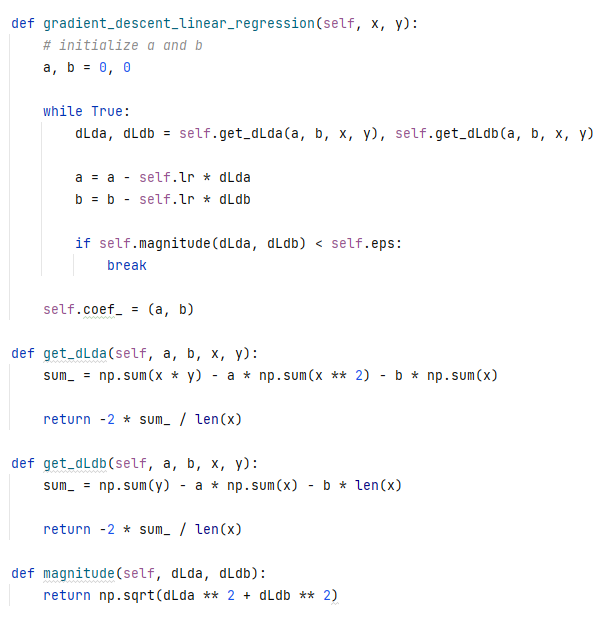 def gradient_descent_linear_regression(self, x, y):
    # initialize a and b
    a, b = 0, 0

    while True:
        dLda, dLdb = self.get_dLda(a, b, x, y), self.get_dLdb(a, b, x, y)

        a = a - self.lr * dLda
        b = b - self.lr * dLdb

        if self.magnitude(dLda, dLdb) < self.eps:
            break

    self.coef_ = (a, b)

def get_dLda(self, a, b, x, y):
    sum_ = np.sum(x * y) - a * np.sum(x ** 2) - b * np.sum(x)

    return -2 * sum_ / len(x)

def get_dLdb(self, a, b, x, y):
    sum_ = np.sum(y) - a * np.sum(x) - b * len(x)

    return -2 * sum_ / len(x)

def magnitude(self, dLda, dLdb):
    return np.sqrt(dLda ** 2 + dLdb ** 2)